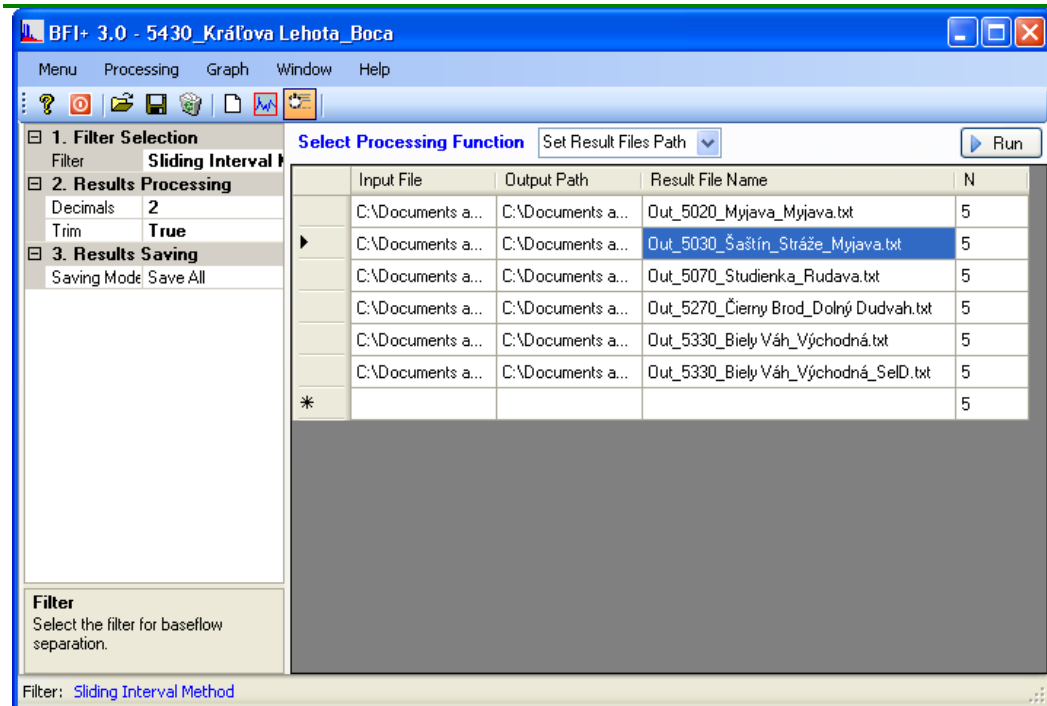 BFI+ 3.0 - 5430_Kráľova Lehota_Boca
Menu Processing Graph Window Help
1. Filter Selection
Filter Sliding Interval
2. Results Processing
Decimals 2
Trim True
3. Results Saving
Saving Mode Save All
Select Processing Function Set Result Files Path Run
Input File Output Path Result File Name N
C:\Documents a... C:\Documents a... Out_5020_Myjava_Myjava.txt 5
C:\Documents a... C:\Documents a... Out_5030_Šaštín_Stráže_Myjava.txt 5
C:\Documents a... C:\Documents a... Out_5070_Studienka_Rudava.txt 5
C:\Documents a... C:\Documents a... Out_5270_Čierny Brod_Dolný Dudvah.txt 5
C:\Documents a... C:\Documents a... Out_5330_Biely Váh_Východná.txt 5
C:\Documents a... C:\Documents a... Out_5330_Biely Váh_Východná_SelD.txt 5
5
Filter
Select the filter for baseflow
separation.
Filter: Sliding Interval Method